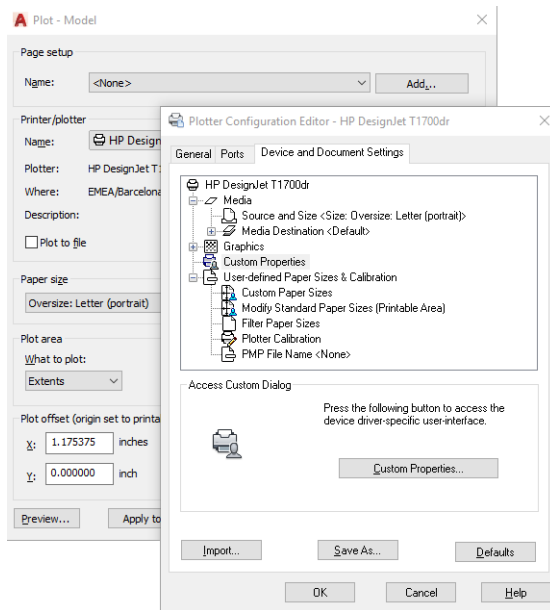 Plot - Model
Page setup
Name:
<None>
Add...
Printer/plotter
Name:
HP Design
Plotter:
HP DesignJet T
Where:
EMEA/Barcelona
Description:
Plot to file
Paper size
Oversize: Letter (portrait)
Plot area
What to plot:
Extents
Plot offset (origin set to printa
X:
1.175375
inches
Y:
0.000000
inch
Preview...
Apply to
Plotter Configuration Editor - HP DesignJet T1700dr
General
Ports
Device and Document Settings
HP DesignJet T1700dr
Media
Source and Size <Size: Oversize: Letter (portrait)>
Media Destination <Default>
Graphics
Custom Properties
User-defined Paper Sizes & Calibration
Custom Paper Sizes
Modify Standard Paper Sizes (Printable Area)
Filter Paper Sizes
Plotter Calibration
PMP File Name <None>
Access Custom Dialog
Press the following button to access the
device driver-specific user-interface.
Custom Properties...
Import...
Save As...
Defaults
OK
Cancel
Help